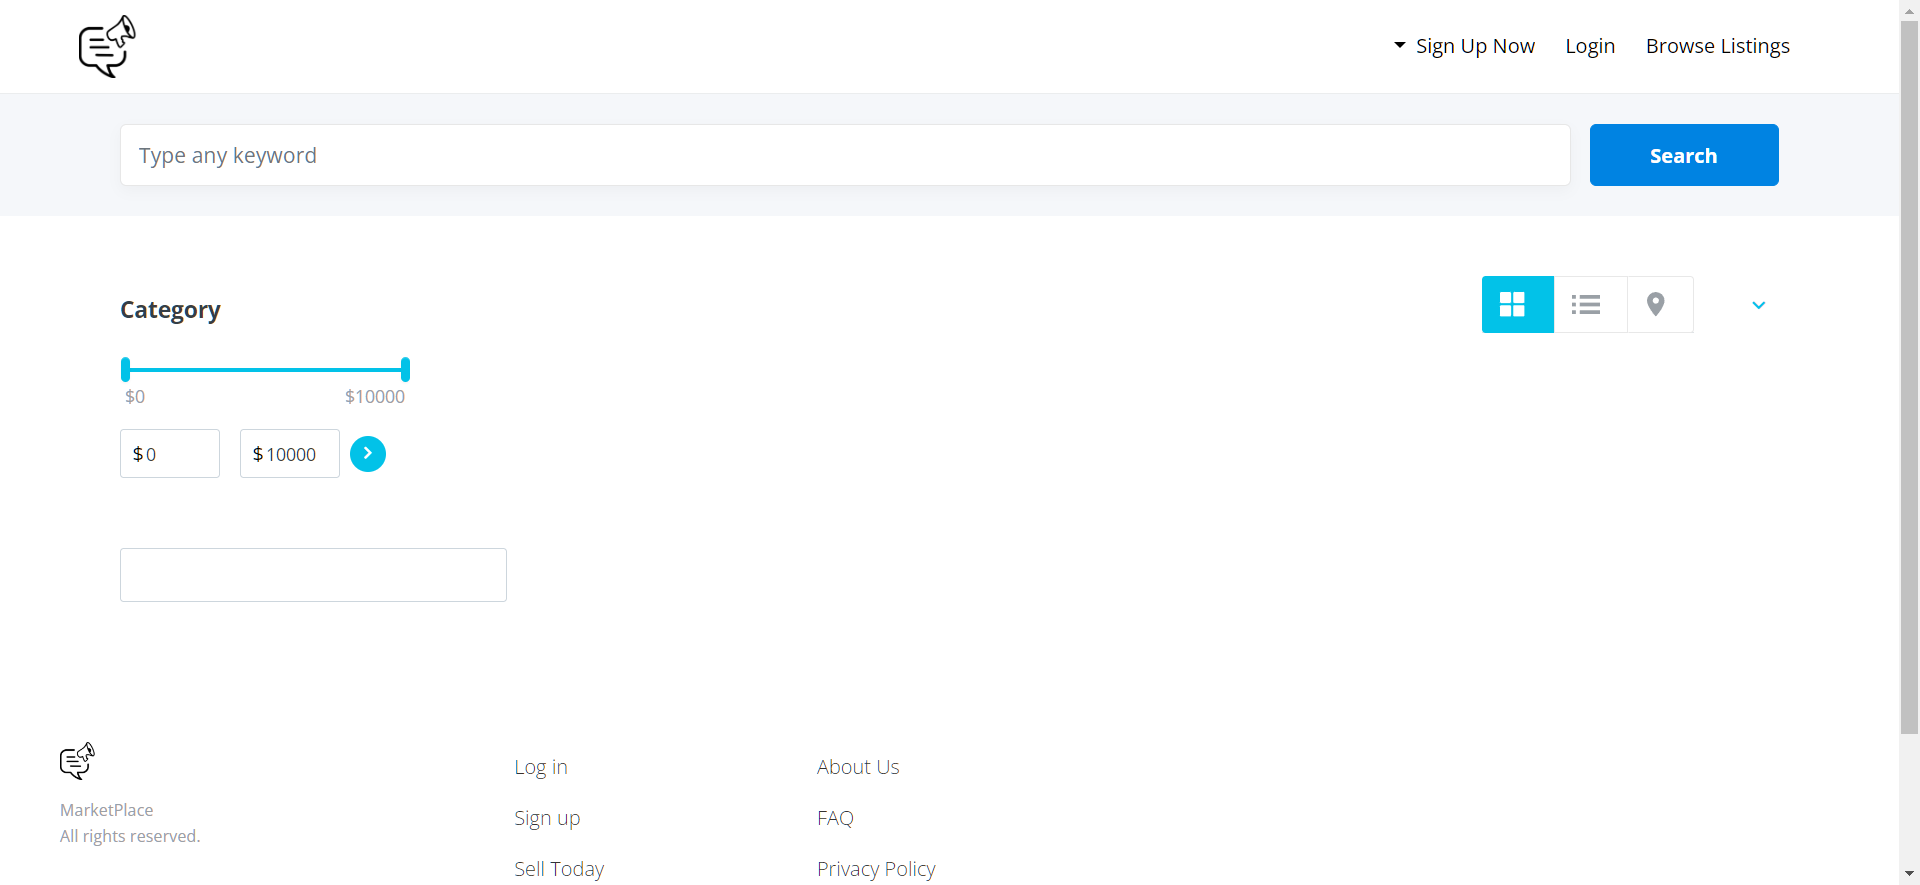 Sign Up Now Login Browse Listings
Type any keyword Search
Category
$0 $10000
$ 0 $ 10000
MarketPlace
All rights reserved.
Log in
Sign up
Sell Today
About Us
FAQ
Privacy Policy